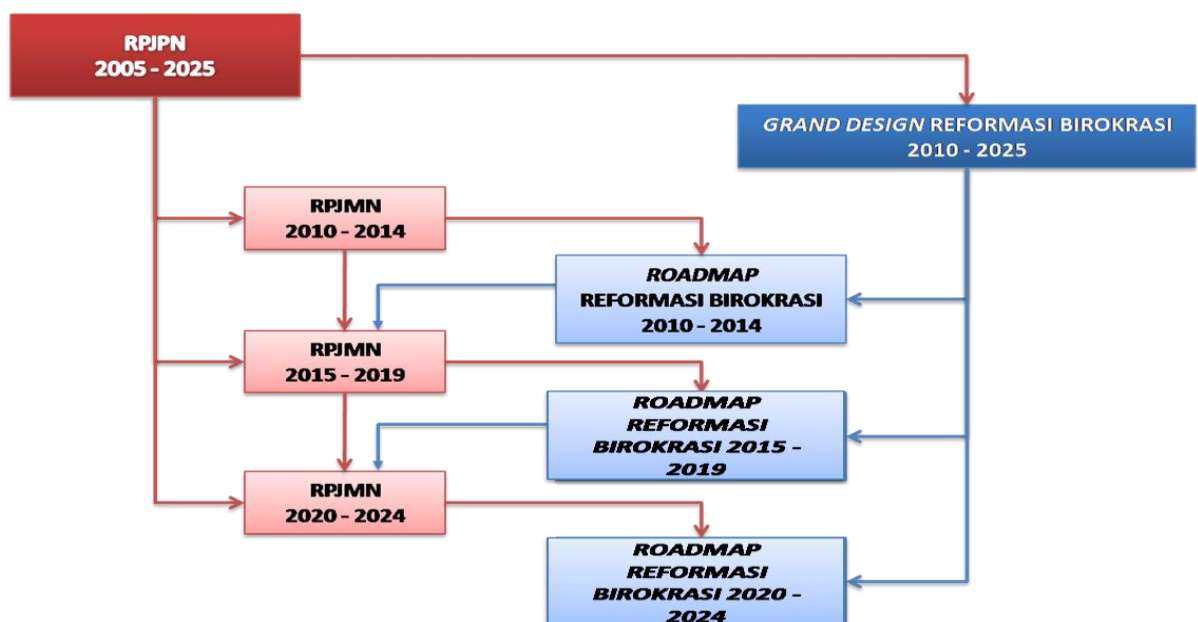 RPJPN
2005 - 2025
GRAND DESIGN REFORMASI BIROKRASI
2010 - 2025
RPJMN
2010 - 2014
ROADMAP
REFORMASI BIROKRASI
2010 - 2014
RPJMN
2015 - 2019
ROADMAP
REFORMASI
BIROKRASI 2015 -
2019
RPJMN
2020 - 2024
ROADMAP
REFORMASI
BIROKRASI 2020 -
2024